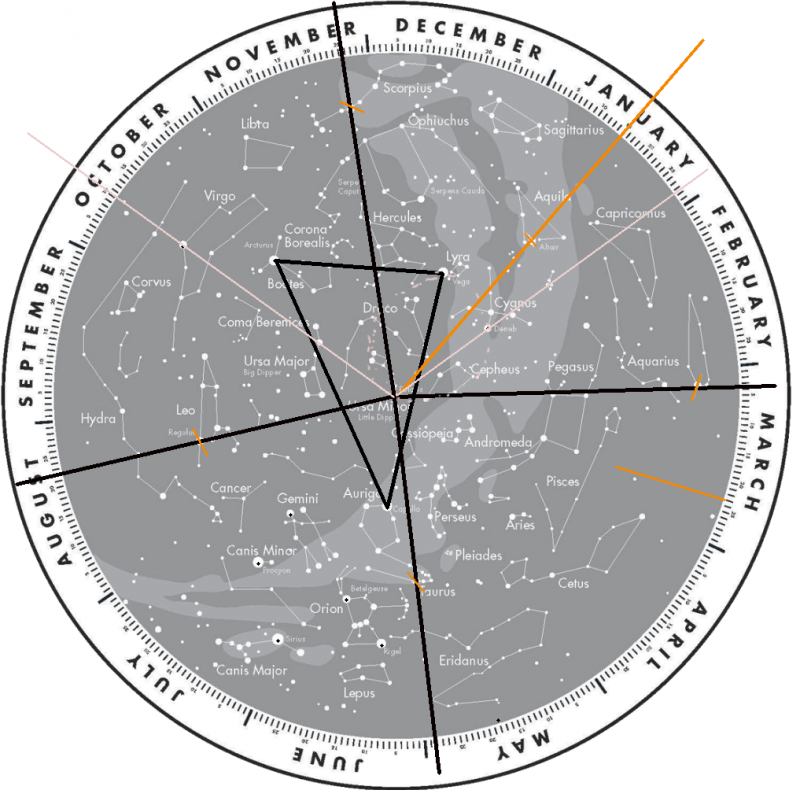 NOVEMBER
DECEMBER
JANUARY
FEBRUARY
MARCH
APRIL
MAY
JUNE
JULY
AUGUST
SEPTEMBER
OCTOBER
Scorpius
Libra
Ophiuchus
Sagittarius
Virgo
Serpens
Caput
Serpens Cauda
Aquila
Altair
Capricornus
Hercules
Corona
Borealis
Arcturus
Lyra
Vega
Bootes
Corvus
Draco
Cygnus
Deneb
Coma Berenices
Ursa Major
Big Dipper
Cepheus
Pegasus
Aquarius
Leo
Regulus
Ursa Minor
Little Dipper
Hydra
Cassiopeia
Andromeda
Cancer
Gemini
Auriga
Capella
Perseus
Aries
Pisces
Canis Minor
Procyon
Pleiades
Taurus
Cetus
Betelgeuse
Orion
Sirius
Rigel
Canis Major
Eridanus
Lepus